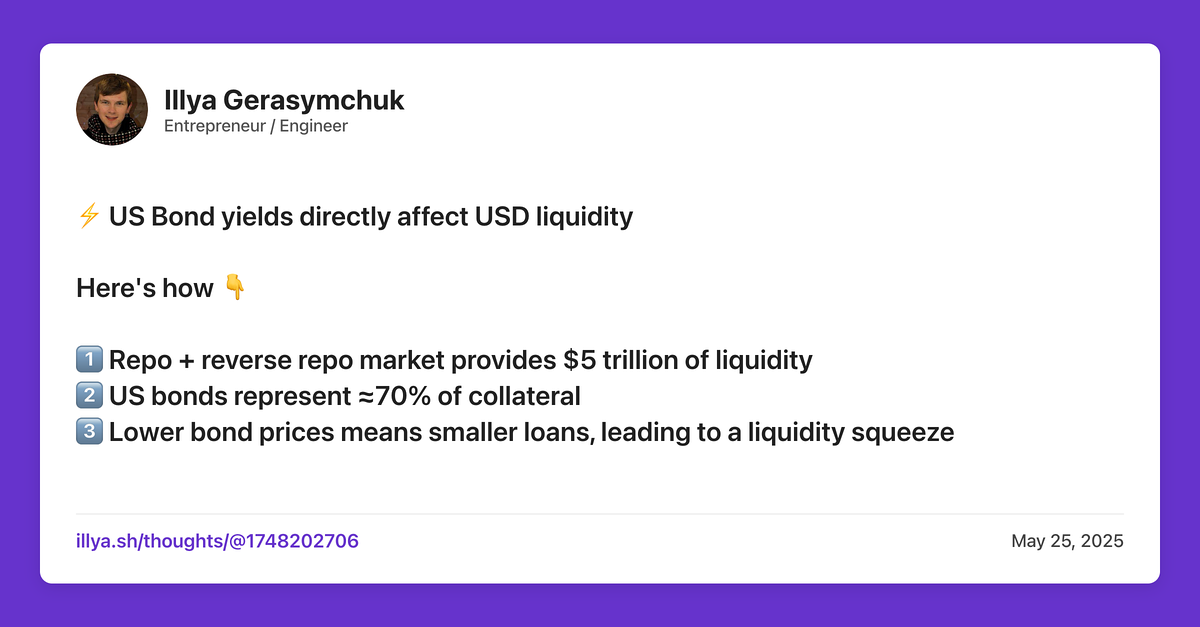 Illya Gerasymchuk
Entrepreneur / Engineer
⚡ US Bond yields directly affect USD liquidity
Here's how 👇
1️⃣ Repo + reverse repo market provides $5 trillion of liquidity
2️⃣ US bonds represent ≈70% of collateral
3️⃣ Lower bond prices means smaller loans, leading to a liquidity squeeze
illya.sh/thoughts/@1748202706
May 25, 2025